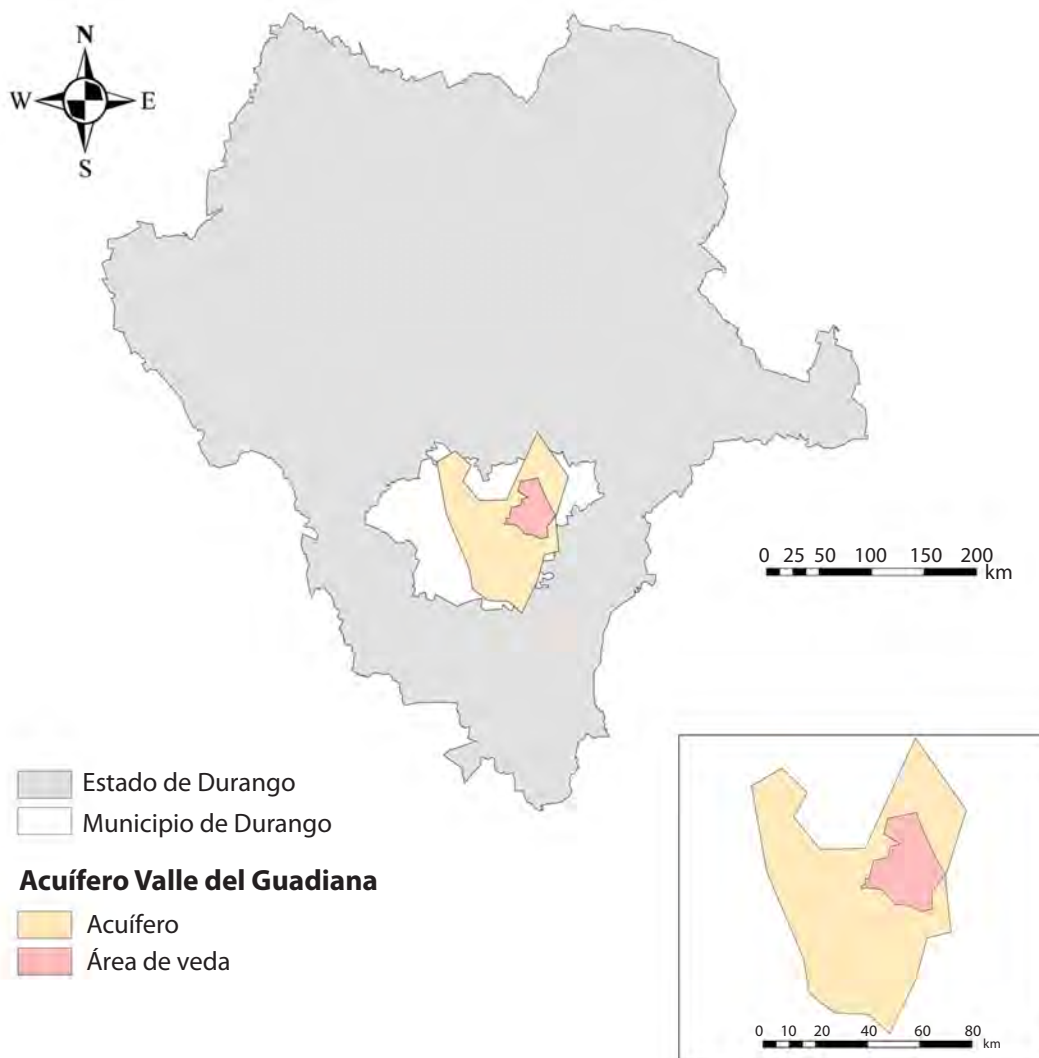 N
W E
S
0 25 50 100 150 200
km
Estado de Durango
Municipio de Durango
Acuífero Valle del Guadiana
Acuífero
Área de veda
0 10 20 40 60 80
km